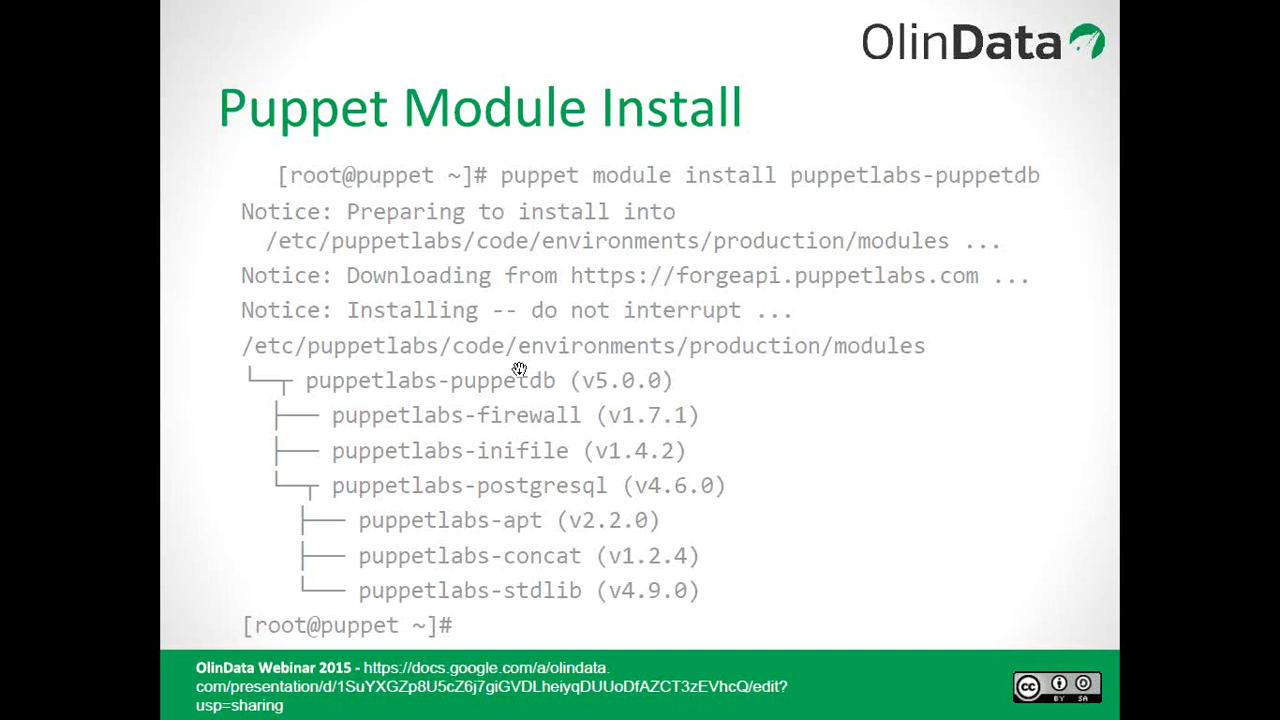 OlinData
Puppet Module Install
[root@puppet ~]# puppet module install puppetlabs-puppetdb
Notice: Preparing to install into
/etc/puppetlabs/code/environments/production/modules ...
Notice: Downloading from https://forgeapi.puppetlabs.com ...
Notice: Installing -- do not interrupt ...
/etc/puppetlabs/code/environments/production/modules
└─┬ puppetlabs-puppetdb (v5.0.0)
├── puppetlabs-firewall (v1.7.1)
├── puppetlabs-inifile (v1.4.2)
└─┬ puppetlabs-postgresql (v4.6.0)
├── puppetlabs-apt (v2.2.0)
├── puppetlabs-concat (v1.2.4)
└── puppetlabs-stdlib (v4.9.0)
[root@puppet ~]#
OlinData Webinar 2015 - https://docs.google.com/a/olindata.
com/presentation/d/1SuYXGZp8U5cZ6j7giGVDLheiyqDUUoDfAZCT3zEVhcQ/edit?
usp=sharing
cc BY SA